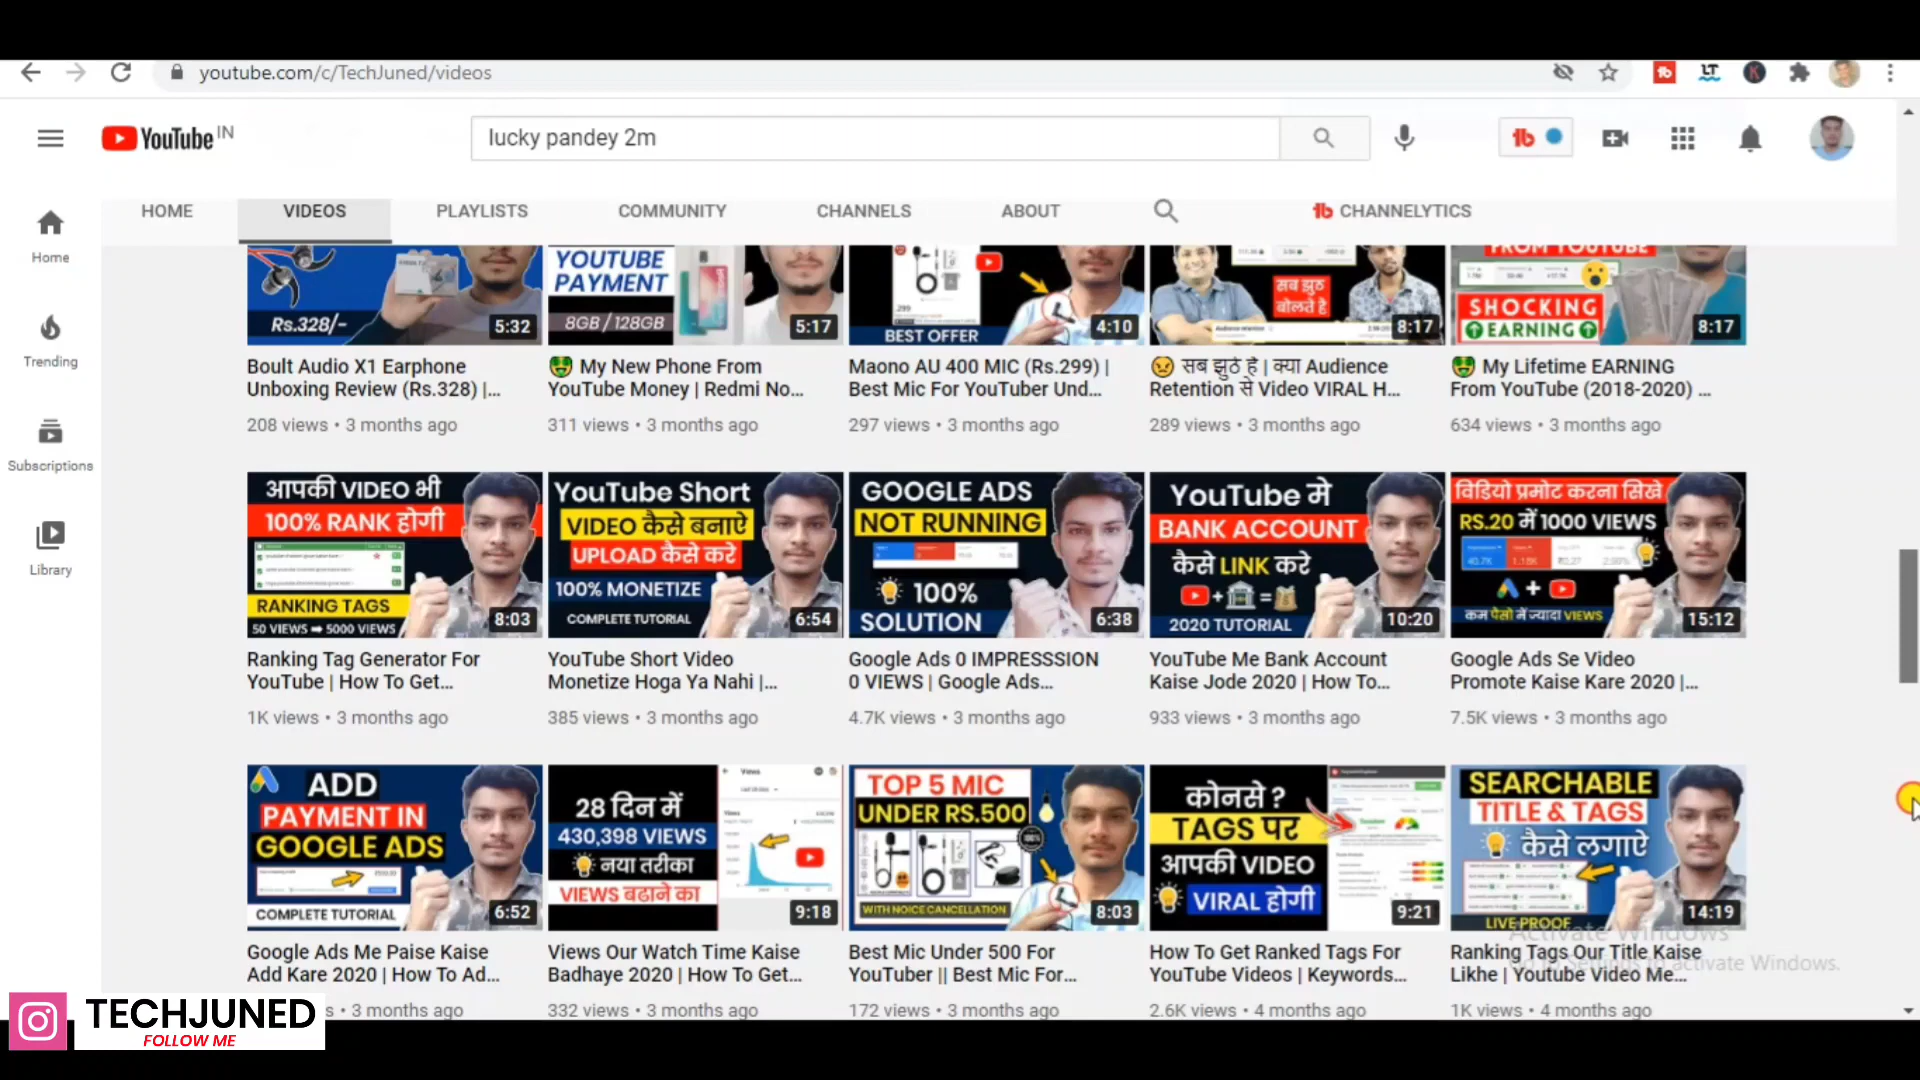 youtube.com/c/TechJuned/videos
YouTube IN
lucky pandey 2m
HOME
VIDEOS
PLAYLISTS
COMMUNITY
CHANNELS
ABOUT
CHANNELYTICS
Home
Trending
Subscriptions
Library
Rs.328/-
5:32
YOUTUBE
PAYMENT
8GB / 128GB
5:17
.299
BEST OFFER
4:10
सब झुठ
बोलते है
8:17
FROM YOUTUBE
SHOCKING
EARNING
8:17
Boult Audio X1 Earphone
Unboxing Review (Rs.328) |...
208 views • 3 months ago
🤑 My New Phone From
YouTube Money | Redmi No...
311 views • 3 months ago
Maono AU 400 MIC (Rs.299) |
Best Mic For YouTuber Und...
297 views • 3 months ago
😠 सब झुठे है | क्या Audience
Retention से Video VIRAL H...
289 views • 3 months ago
🤑 My Lifetime EARNING
From YouTube (2018-2020) ...
634 views • 3 months ago
आपकी VIDEO भी
100% RANK होगी
RANKING TAGS
50 VIEWS ➡ 5000 VIEWS
8:03
YouTube Short
VIDEO कैसे बनाऐ
UPLOAD कैसे करे
100% MONETIZE
COMPLETE TUTORIAL
6:54
GOOGLE ADS
NOT RUNNING
100%
SOLUTION
6:38
YouTube में
BANK ACCOUNT
कैसे LINK करे
2020 TUTORIAL
10:20
विडियो प्रमोट करना सिखे
RS.20 में 1000 VIEWS
40.7K
1.18K
कम पैसो में ज्यादा VIEWS
15:12
Ranking Tag Generator For
YouTube | How To Get...
1K views • 3 months ago
YouTube Short Video
Monetize Hoga Ya Nahi |...
385 views • 3 months ago
Google Ads 0 IMPRESSSION
0 VIEWS | Google Ads...
4.7K views • 3 months ago
YouTube Me Bank Account
Kaise Jode 2020 | How To...
933 views • 3 months ago
Google Ads Se Video
Promote Kaise Kare 2020 |...
7.5K views • 3 months ago
ADD
PAYMENT IN
GOOGLE ADS
COMPLETE TUTORIAL
6:52
28 दिन में
430,398 VIEWS
नया तरीका
VIEWS बढाने का
Views
9:18
TOP 5 MIC
UNDER RS.500
WITH NOICE CANCELLATION
8:03
कोनसे ?
TAGS पर
आपकी VIDEO
VIRAL होगी
9:21
SEARCHABLE
TITLE & TAGS
कैसे लगाऐ
LIVE PROOF
14:19
Google Ads Me Paise Kaise
Add Kare 2020 | How To Ad...
s • 3 months ago
Views Our Watch Time Kaise
Badhaye 2020 | How To Get...
332 views • 3 months ago
Best Mic Under 500 For
YouTuber || Best Mic For...
172 views • 3 months ago
How To Get Ranked Tags For
YouTube Videos | Keywords...
2.6K views • 4 months ago
Ranking Tags Our Title Kaise
Likhe | Youtube Video Me...
1K views • 4 months ago
Activate Windows
Go to Settings to activate Windows.
TECHJUNED
FOLLOW ME